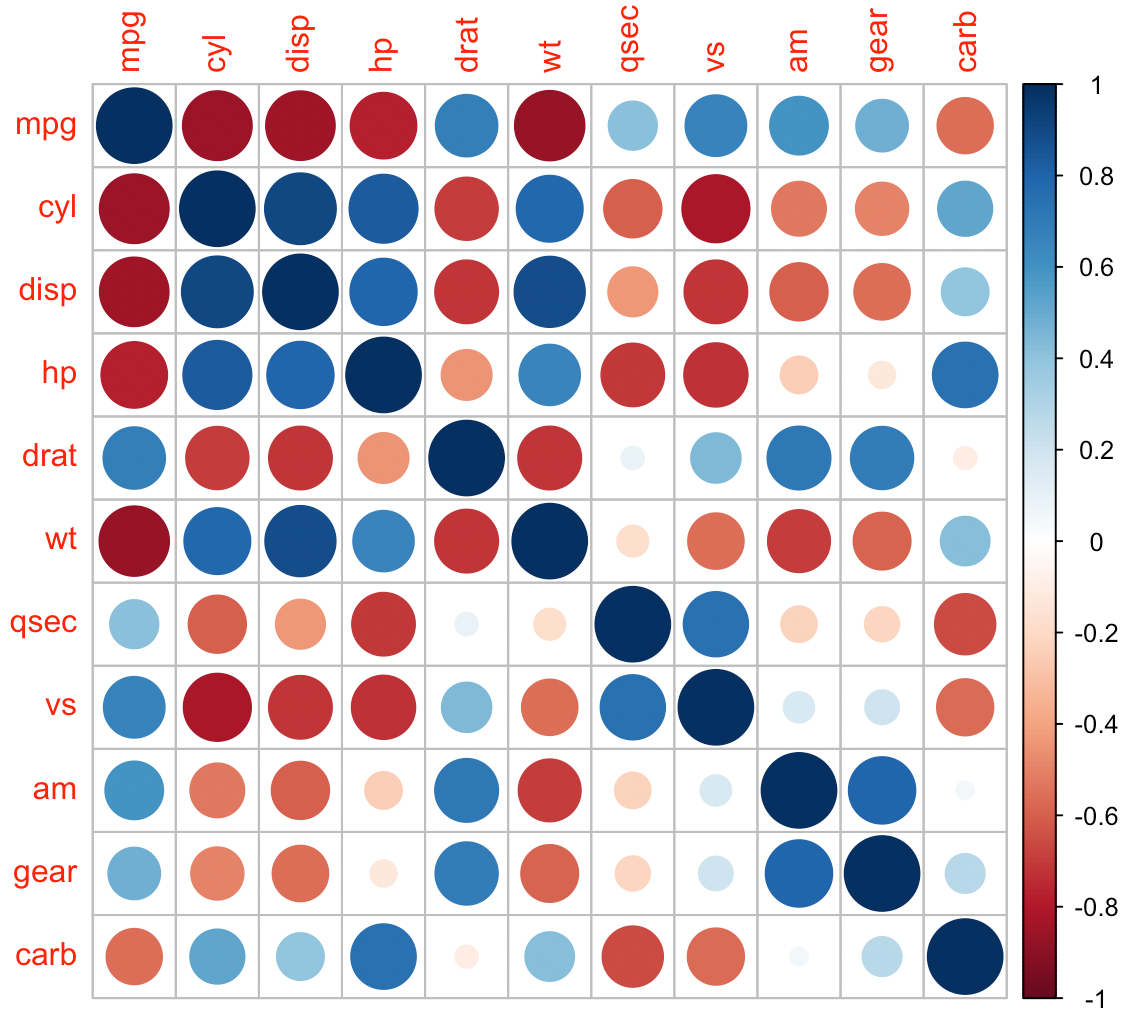 mpg cyl disp hp drat wt qsec vs am gear carb
mpg
cyl
disp
hp
drat
wt
qsec
vs
am
gear
carb
1
0.8
0.6
0.4
0.2
0
-0.2
-0.4
-0.6
-0.8
-1